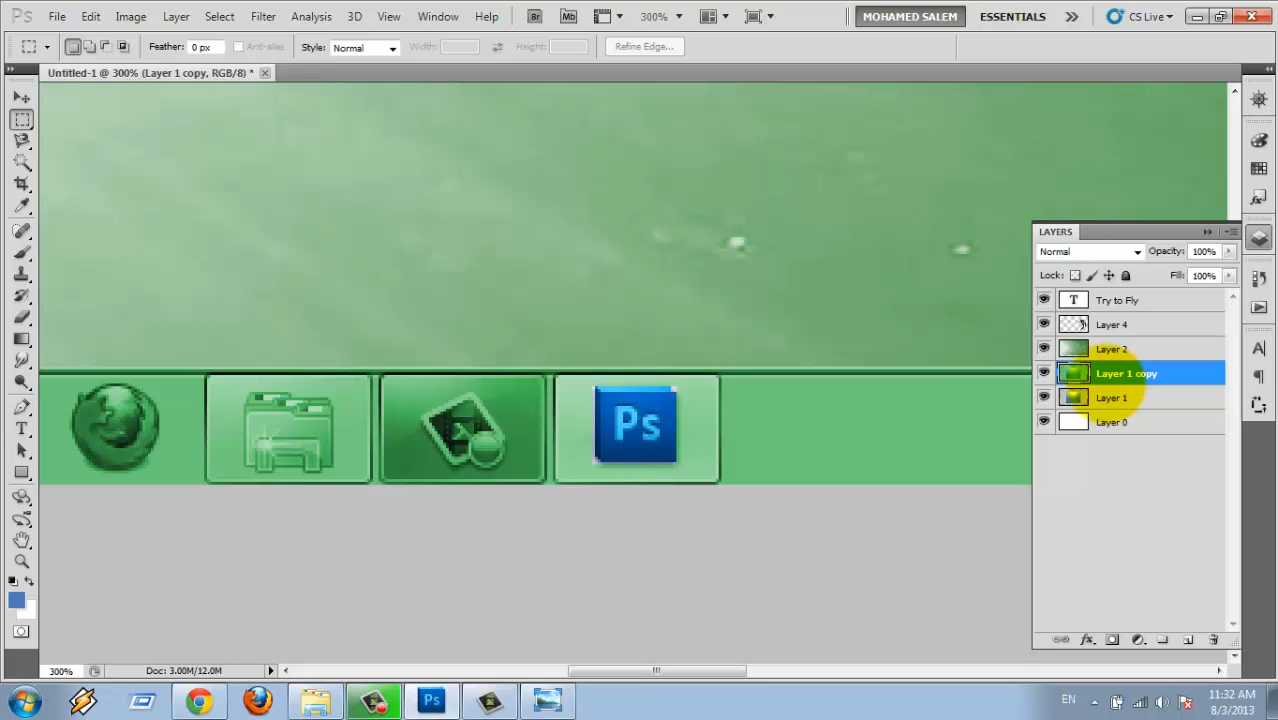 Ps File Edit Image Layer Select Filter Analysis 3D View Window Help Br Mb 300% MOHAMED SALEM ESSENTIALS CS Live
Feather: 0 px Anti-alias Style: Normal Width: Height: Refine Edge...
Untitled-1 @ 300% (Layer 1 copy, RGB/8) *
LAYERS
Normal Opacity: 100%
Lock: Fill: 100%
T Try to Fly
Layer 4
Layer 2
Layer 1 copy
Layer 1
Layer 0
Ps
300% Doc: 3.00M/12.0M
Ps
EN
11:32 AM
8/3/2013